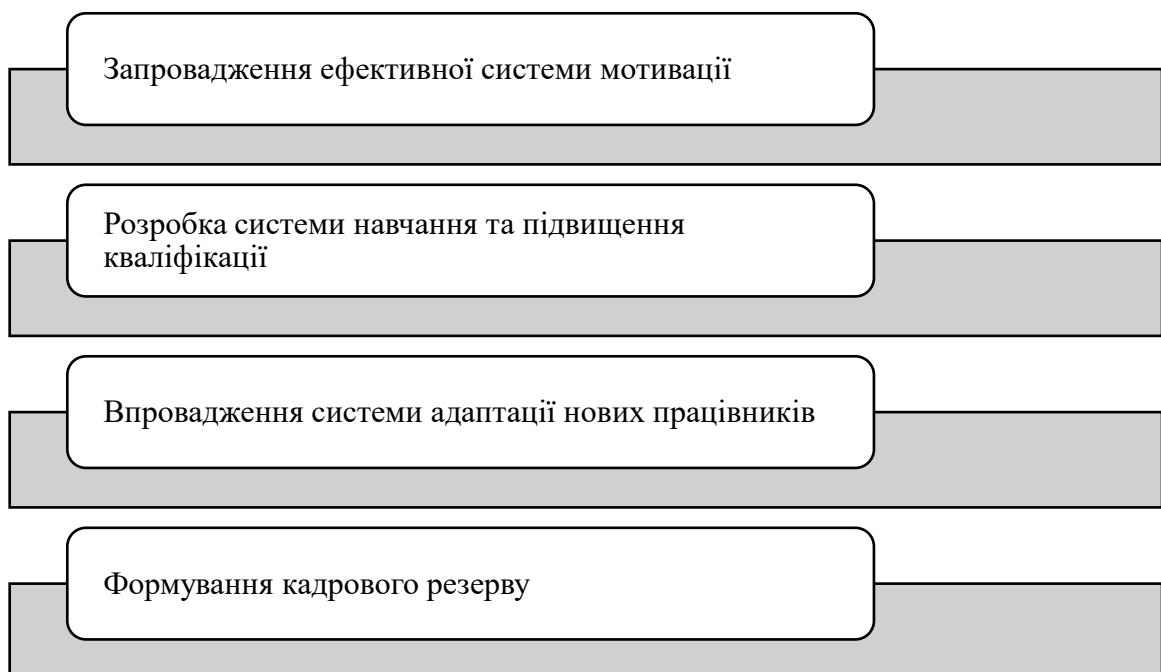 Запровадження ефективної системи мотивації
Розробка системи навчання та підвищення
кваліфікації
Впровадження системи адаптації нових працівників
Формування кадрового резерву